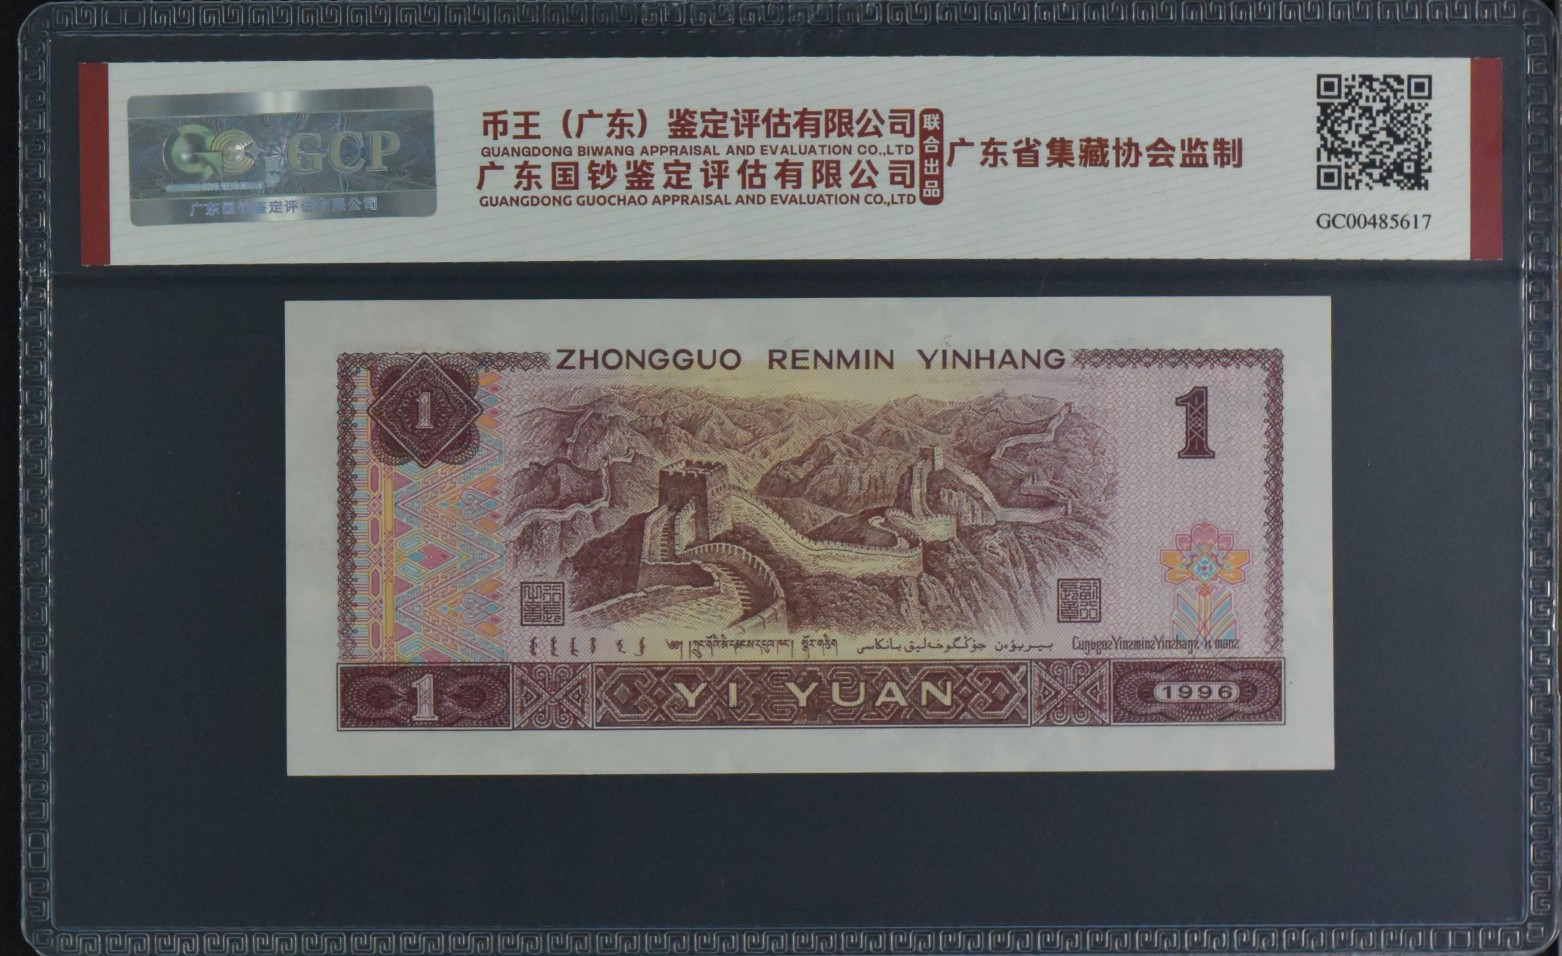 GCP
广东国钞鉴定评估有限公司
币王（广东）鉴定评估有限公司
GUANGDONG BIWANG APPRAISAL AND EVALUATION CO.,LTD
广东国钞鉴定评估有限公司
GUANGDONG GUOCHAO APPRAISAL AND EVALUATION CO.,LTD
联合出品
广东省集藏协会监制
GC00485617
ZHONGGUO RENMIN YINHANG
1
1
جۇڭگوخەلىق بانكاسى بىريۈەن
1
YI YUAN
1996